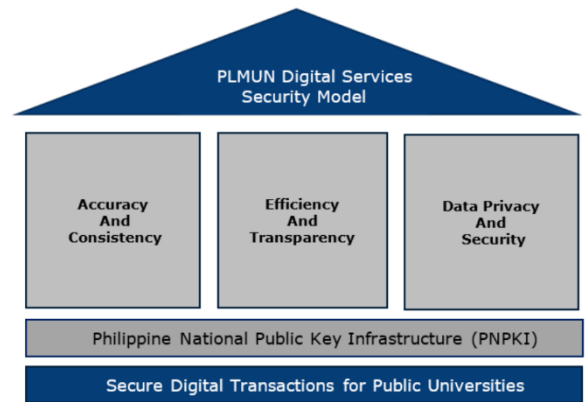 PLMUN Digital Services
Security Model
Accuracy
And
Consistency
Efficiency
And
Transparency
Data Privacy
And
Security
Philippine National Public Key Infrastructure (PNPKI)
Secure Digital Transactions for Public Universities